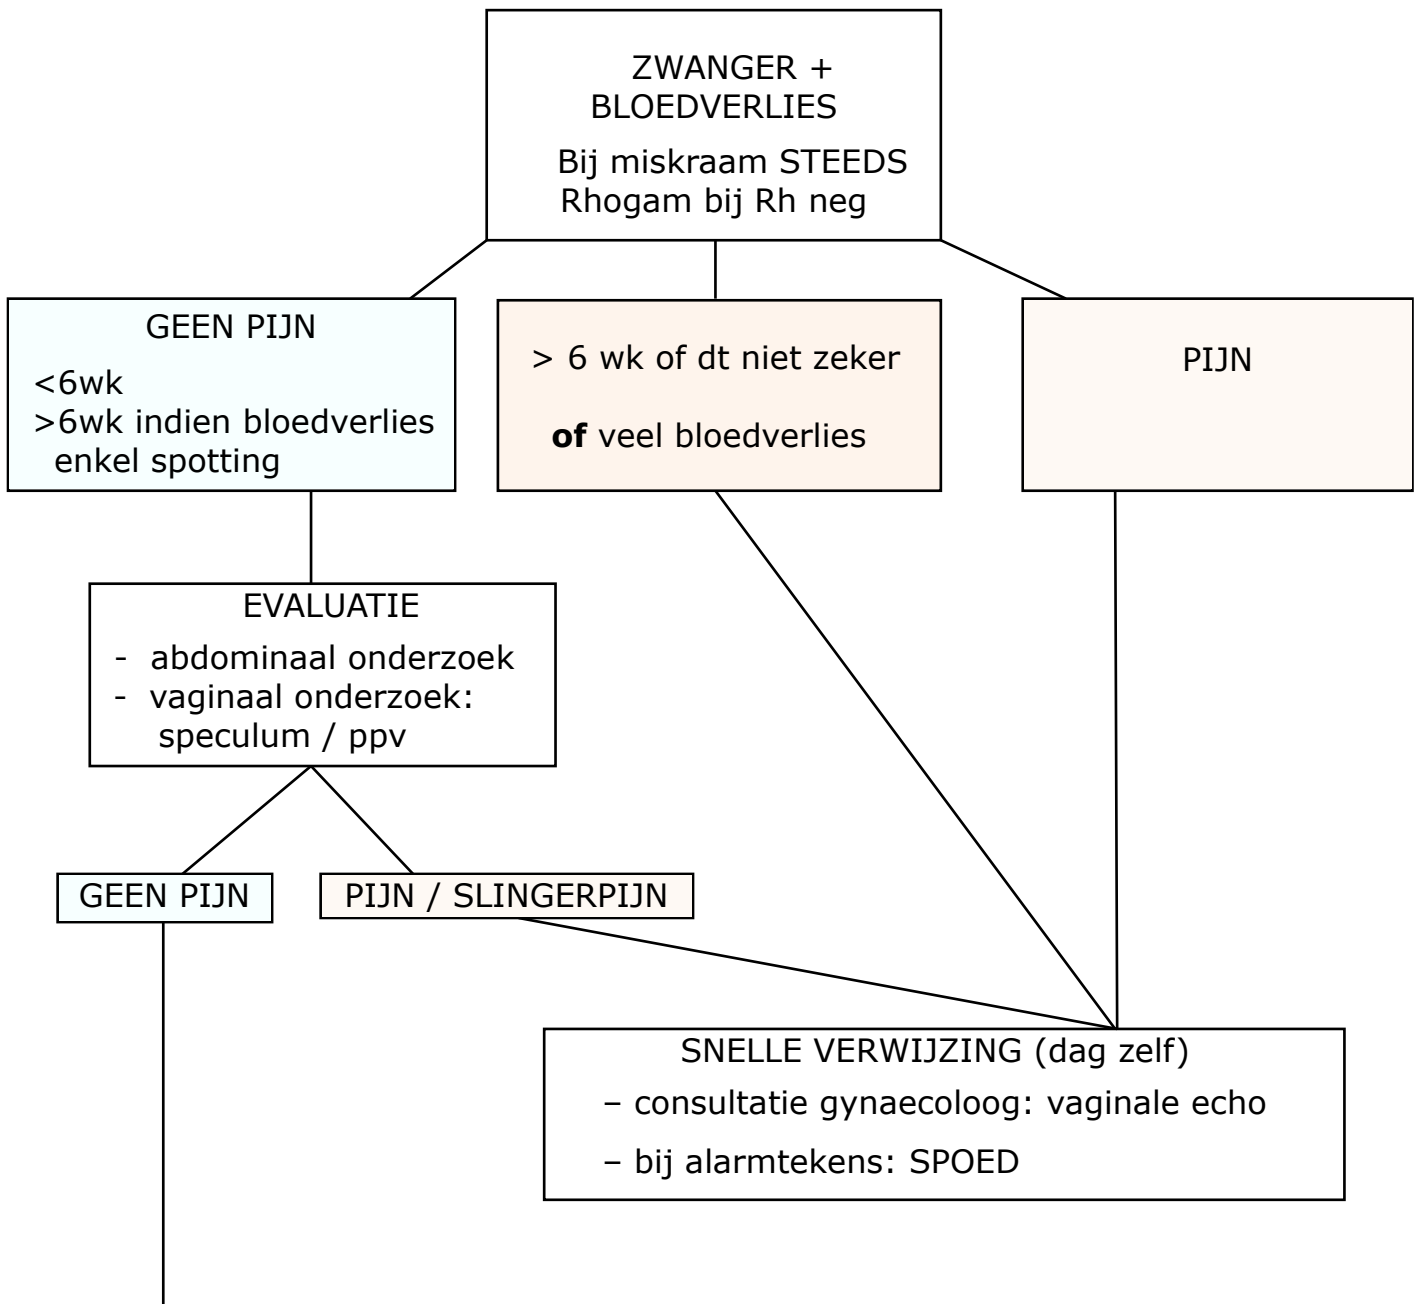 ZWANGER +
BLOEDVERLIES
Bij miskraam STEEDS
Rhogam bij Rh neg
GEEN PIJN
<6wk
>6wk indien bloedverlies
enkel spotting
> 6 wk of dt niet zeker
of veel bloedverlies
PIJN
EVALUATIE
- abdominaal onderzoek
- vaginaal onderzoek:
speculum / ppv
GEEN PIJN
PIJN / SLINGERPIJN
SNELLE VERWIJZING (dag zelf)
– consultatie gynaecoloog: vaginale echo
– bij alarmtekens: SPOED